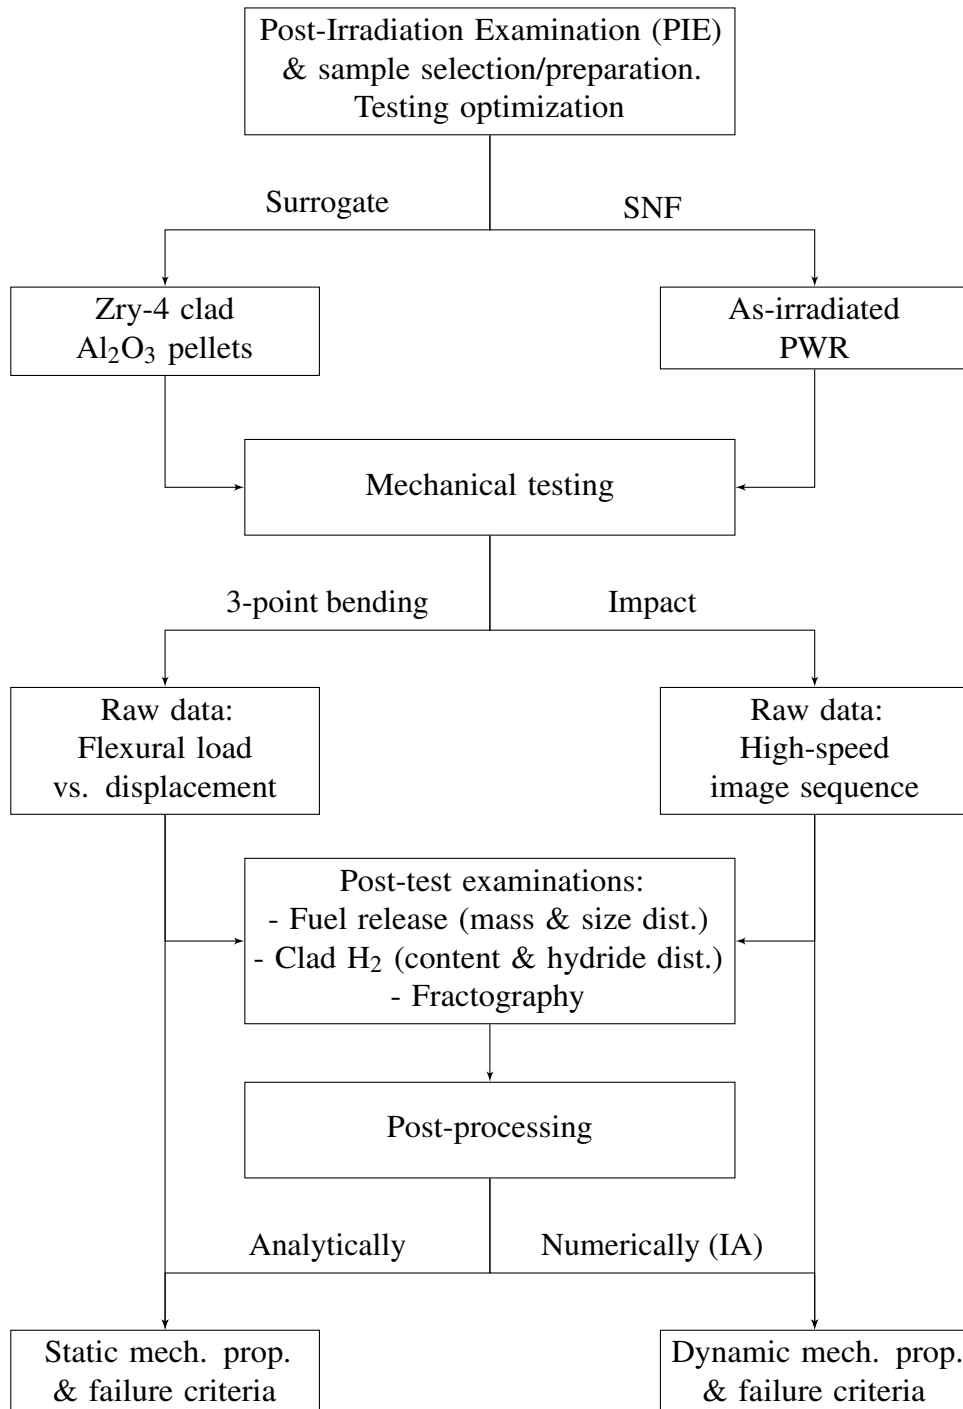 Post-Irradiation Examination (PIE)
& sample selection/preparation.
Testing optimization
Surrogate
SNF
Zry-4 clad
Al₂O₃ pellets
As-irradiated
PWR
Mechanical testing
3-point bending
Impact
Raw data:
Flexural load
vs. displacement
Raw data:
High-speed
image sequence
Post-test examinations:
- Fuel release (mass & size dist.)
- Clad H₂ (content & hydride dist.)
- Fractography
Post-processing
Analytically
Numerically (IA)
Static mech. prop.
& failure criteria
Dynamic mech. prop.
& failure criteria